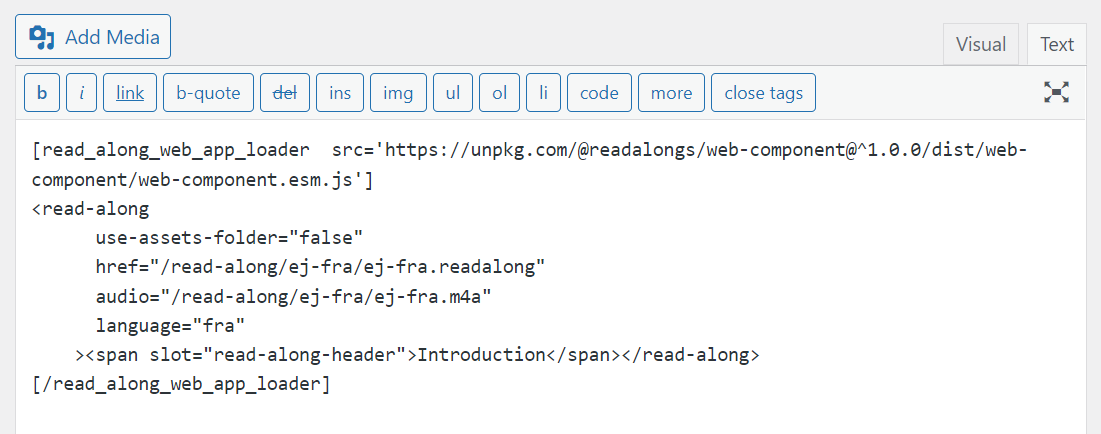 Add Media
Visual Text
b i link b-quote del ins img ul ol li code more close tags
[read_along_web_app_loader  src='https://unpkg.com/@readalongs/web-component@^1.0.0/dist/web-
component/web-component.esm.js']
<read-along
      use-assets-folder="false"
      href="/read-along/ej-fra/ej-fra.readalong"
      audio="/read-along/ej-fra/ej-fra.m4a"
      language="fra"
    ><span slot="read-along-header">Introduction</span></read-along>
[/read_along_web_app_loader]